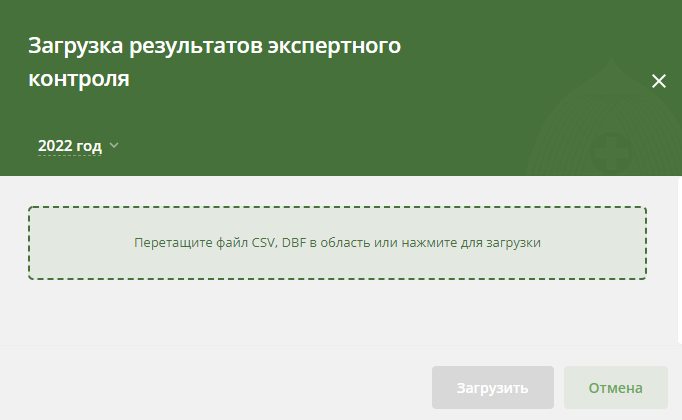 Загрузка результатов экспертного
контроля
2022 год
Перетащите файл CSV, DBF в область или нажмите для загрузки
Загрузить
Отмена